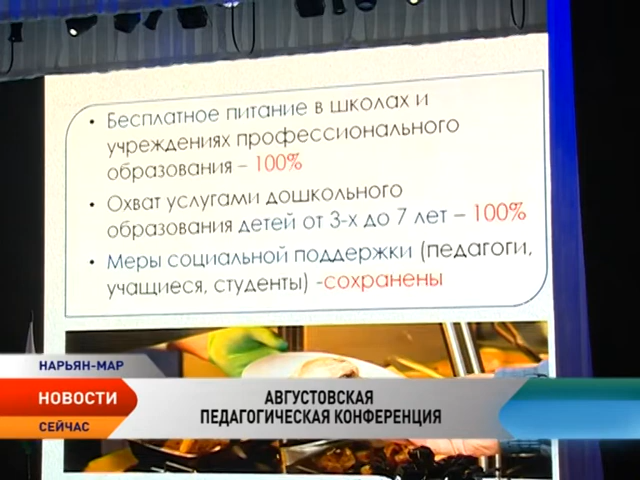 • Бесплатное питание в школах и
учреждениях профессионального
образования – 100%
• Охват услугами дошкольного
образования детей от 3-х до 7 лет – 100%
• Меры социальной поддержки (педагоги,
учащиеся, студенты) -сохранены
НАРЬЯН-МАР
НОВОСТИ
СЕЙЧАС
АВГУСТОВСКАЯ
ПЕДАГОГИЧЕСКАЯ КОНФЕРЕНЦИЯ